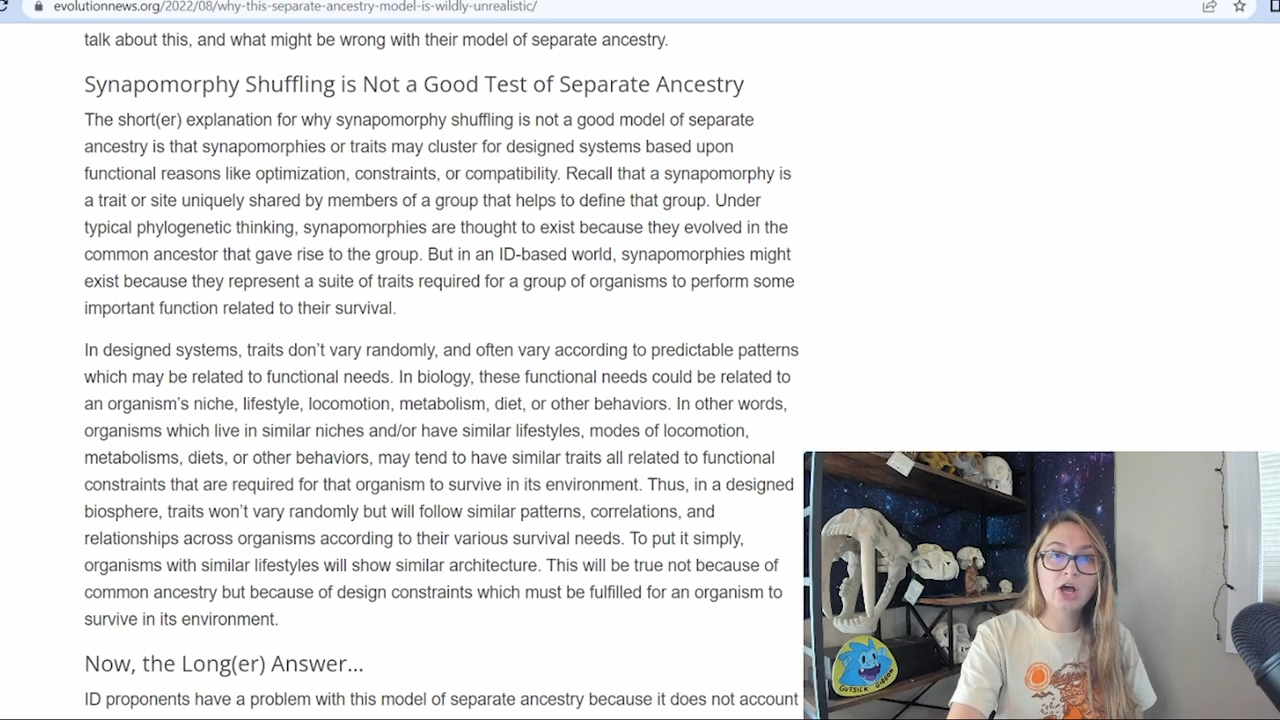 evolutionnews.org/2022/08/why-this-separate-ancestry-model-is-wildly-unrealistic/
talk about this, and what might be wrong with their model of separate ancestry.
Synapomorphy Shuffling is Not a Good Test of Separate Ancestry
The short(er) explanation for why synapomorphy shuffling is not a good model of separate
ancestry is that synapomorphies or traits may cluster for designed systems based upon
functional reasons like optimization, constraints, or compatibility. Recall that a synapomorphy is
a trait or site uniquely shared by members of a group that helps to define that group. Under
typical phylogenetic thinking, synapomorphies are thought to exist because they evolved in the
common ancestor that gave rise to the group. But in an ID-based world, synapomorphies might
exist because they represent a suite of traits required for a group of organisms to perform some
important function related to their survival.
In designed systems, traits don’t vary randomly, and often vary according to predictable patterns
which may be related to functional needs. In biology, these functional needs could be related to
an organism’s niche, lifestyle, locomotion, metabolism, diet, or other behaviors. In other words,
organisms which live in similar niches and/or have similar lifestyles, modes of locomotion,
metabolisms, diets, or other behaviors, may tend to have similar traits all related to functional
constraints that are required for that organism to survive in its environment. Thus, in a designed
biosphere, traits won’t vary randomly but will follow similar patterns, correlations, and
relationships across organisms according to their various survival needs. To put it simply,
organisms with similar lifestyles will show similar architecture. This will be true not because of
common ancestry but because of design constraints which must be fulfilled for an organism to
survive in its environment.
Now, the Long(er) Answer…
ID proponents have a problem with this model of separate ancestry because it does not account
GUTSICK GIBBON